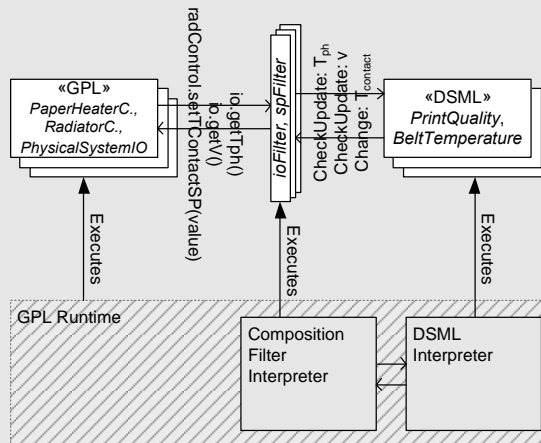 «GPL»
PaperHeaterC.,
RadiatorC.,
PhysicalSystemIO
io.getTph()
io.getV()
radControl.setTContactSP(value)
ioFilter, spFilter
CheckUpdate: Tph
CheckUpdate: v
Change: Tcontact
«DSML»
PrintQuality,
BeltTemperature
Executes
Executes
Executes
GPL Runtime
Composition
Filter
Interpreter
DSML
Interpreter